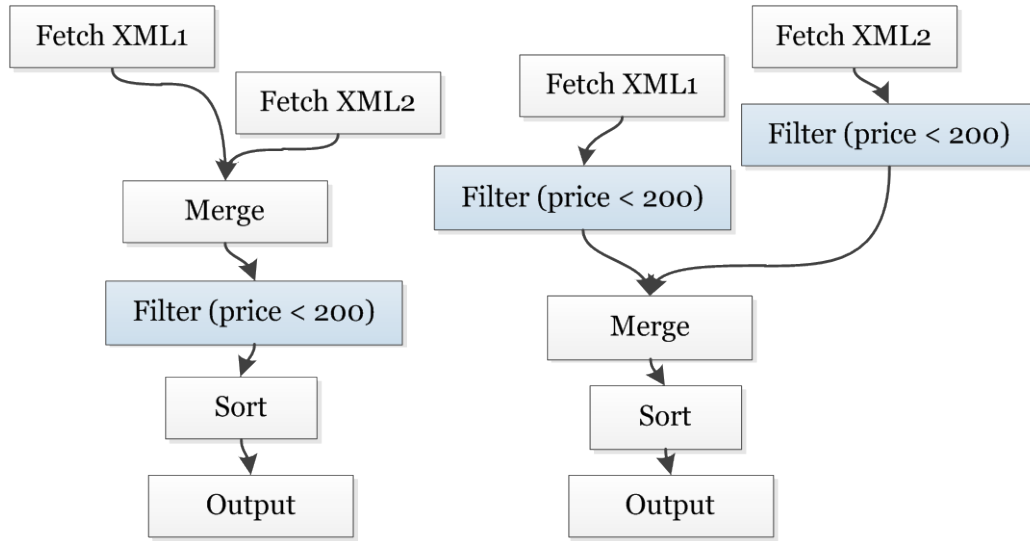 Fetch XML1
Fetch XML2
Merge
Filter (price < 200)
Sort
Output
Fetch XML2
Fetch XML1
Filter (price < 200)
Filter (price < 200)
Merge
Sort
Output